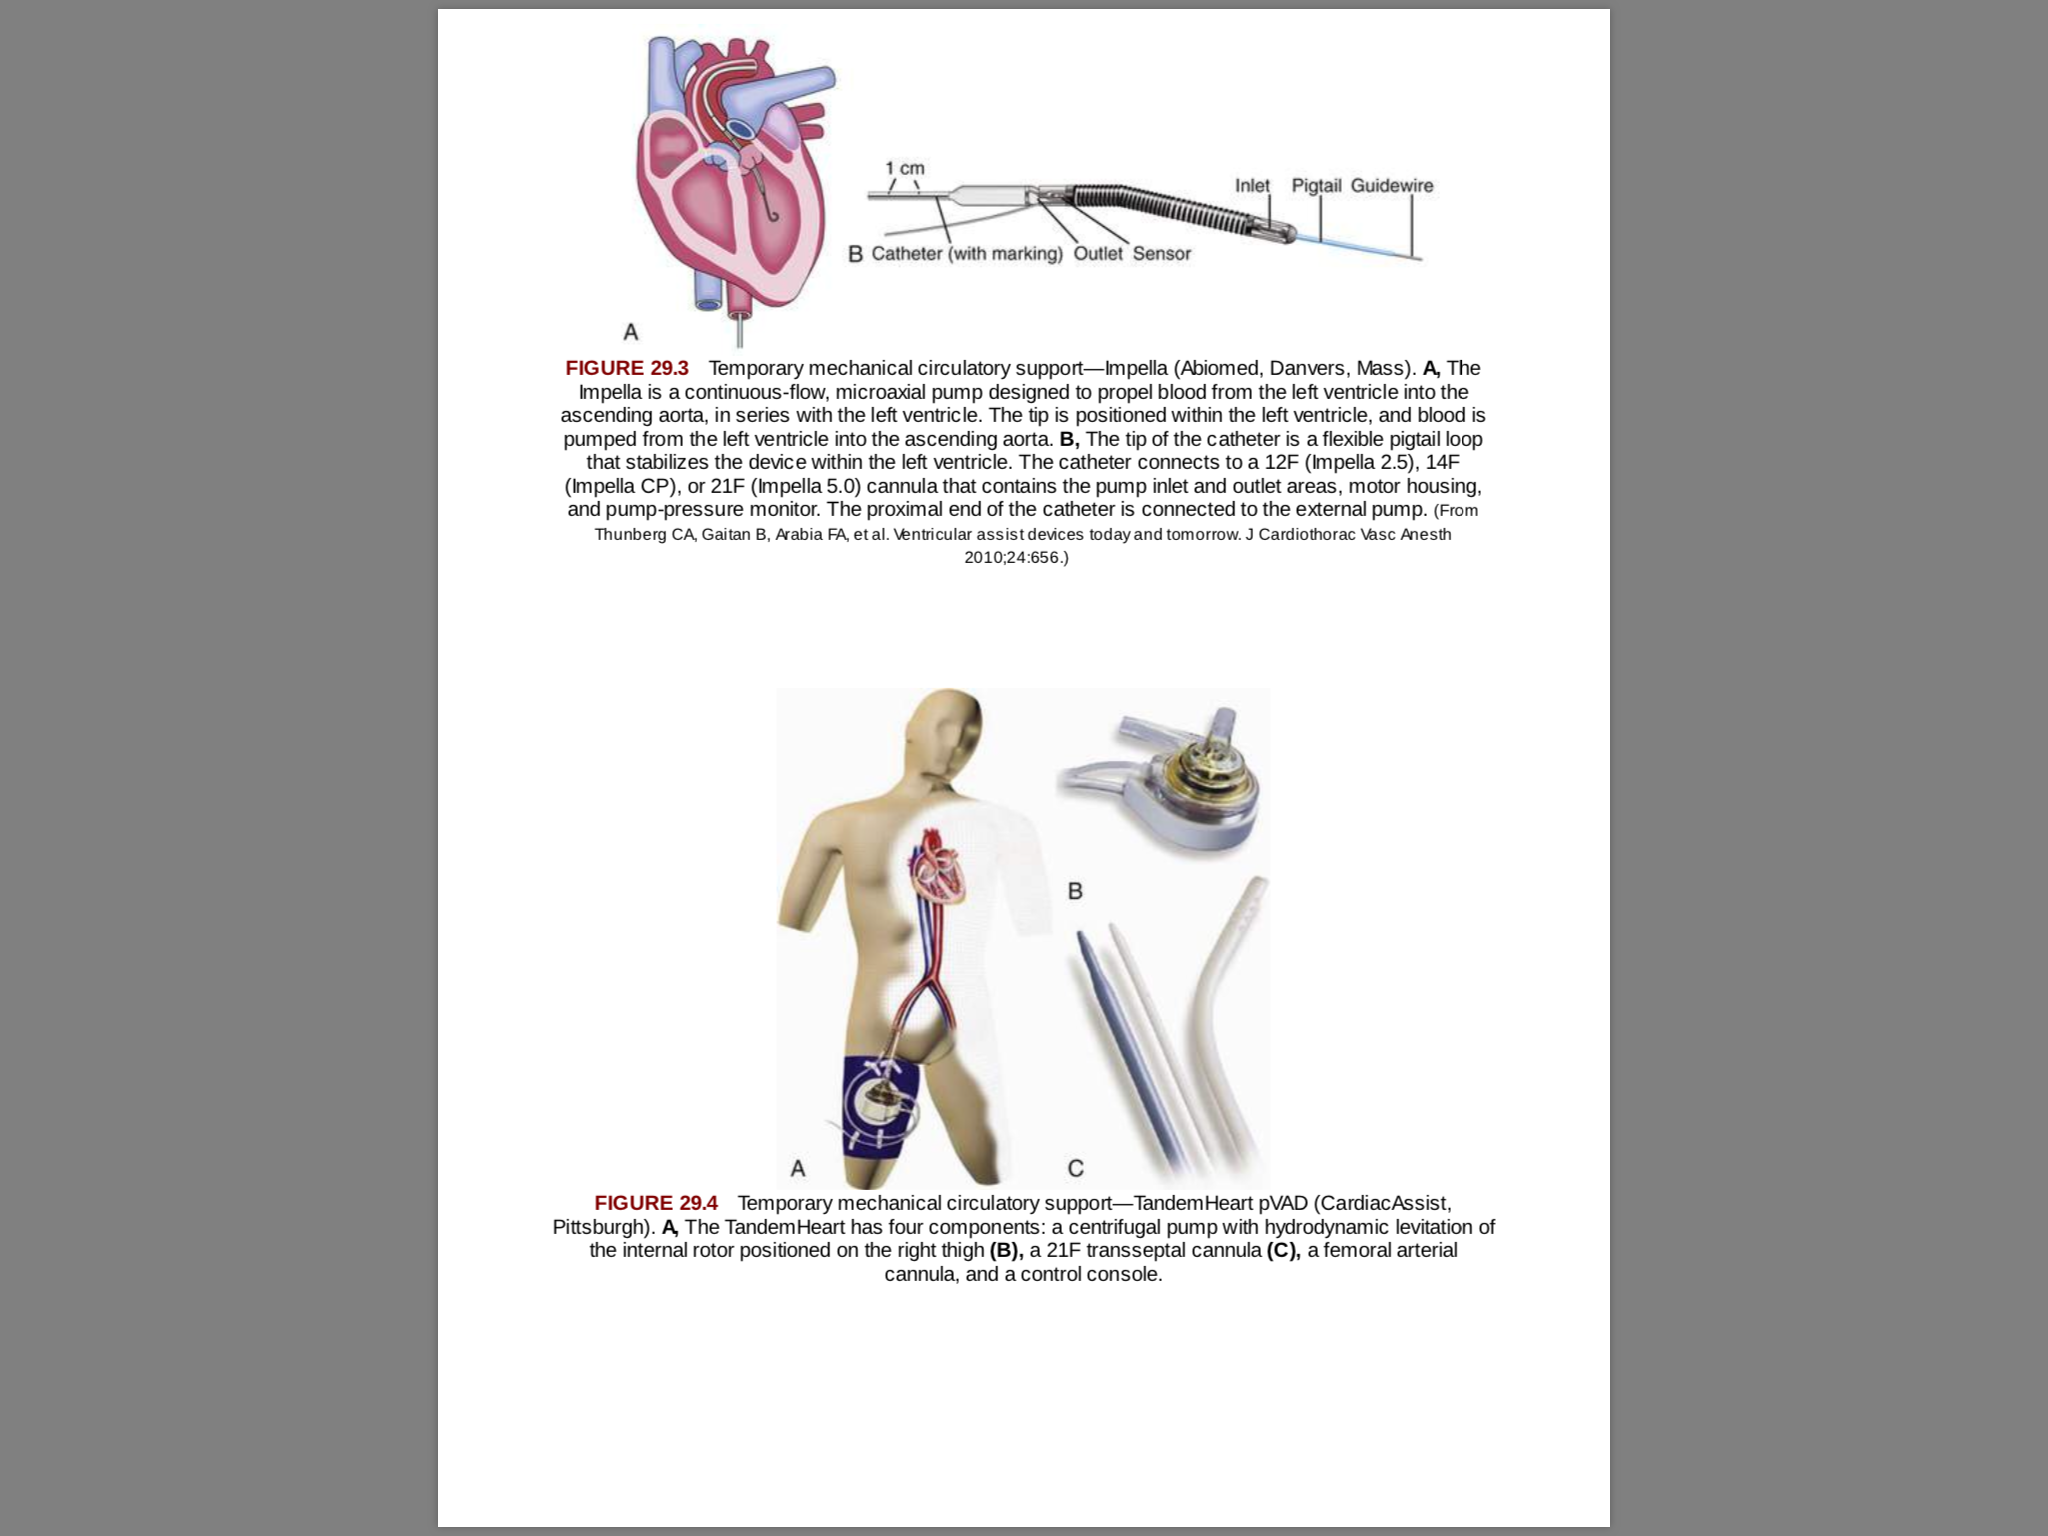 1 cm
Inlet Pigtail Guidewire
B Catheter (with marking) Outlet Sensor
A
FIGURE 29.3 Temporary mechanical circulatory support—Impella (Abiomed, Danvers, Mass). A, The
Impella is a continuous-flow, microaxial pump designed to propel blood from the left ventricle into the
ascending aorta, in series with the left ventricle. The tip is positioned within the left ventricle, and blood is
pumped from the left ventricle into the ascending aorta. B, The tip of the catheter is a flexible pigtail loop
that stabilizes the device within the left ventricle. The catheter connects to a 12F (Impella 2.5), 14F
(Impella CP), or 21F (Impella 5.0) cannula that contains the pump inlet and outlet areas, motor housing,
and pump-pressure monitor. The proximal end of the catheter is connected to the external pump. (From
Thunberg CA, Gaitan B, Arabia FA, et al. Ventricular assist devices today and tomorrow. J Cardiothorac Vasc Anesth
2010;24:656.)
B
A
C
FIGURE 29.4 Temporary mechanical circulatory support—TandemHeart pVAD (CardiacAssist,
Pittsburgh). A, The TandemHeart has four components: a centrifugal pump with hydrodynamic levitation of
the internal rotor positioned on the right thigh (B), a 21F transseptal cannula (C), a femoral arterial
cannula, and a control console.